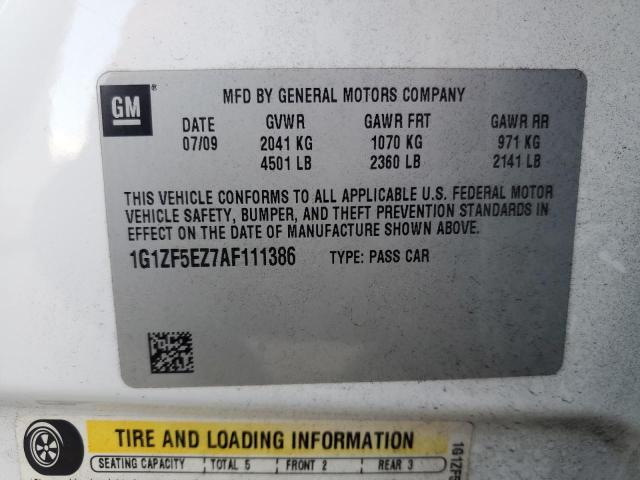 GM
MFD BY GENERAL MOTORS COMPANY
DATE GVWR GAWR FRT GAWR RR
07/09 2041 KG 1070 KG 971 KG
4501 LB 2360 LB 2141 LB
THIS VEHICLE CONFORMS TO ALL APPLICABLE U.S. FEDERAL MOTOR
VEHICLE SAFETY, BUMPER, AND THEFT PREVENTION STANDARDS IN
EFFECT ON THE DATE OF MANUFACTURE SHOWN ABOVE.
1G1ZF5EZ7AF111386 TYPE: PASS CAR
TIRE AND LOADING INFORMATION
SEATING CAPACITY TOTAL 5 FRONT 2 REAR 3
1G1ZF5